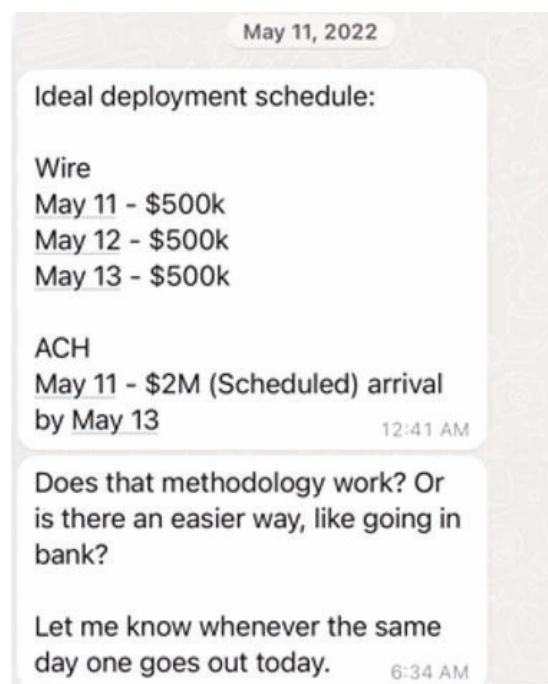 May 11, 2022
Ideal deployment schedule:
Wire
May 11 - $500k
May 12 - $500k
May 13 - $500k
ACH
May 11 - $2M (Scheduled) arrival
by May 13
12:41 AM
Does that methodology work? Or
is there an easier way, like going in
bank?
Let me know whenever the same
day one goes out today.
6:34 AM